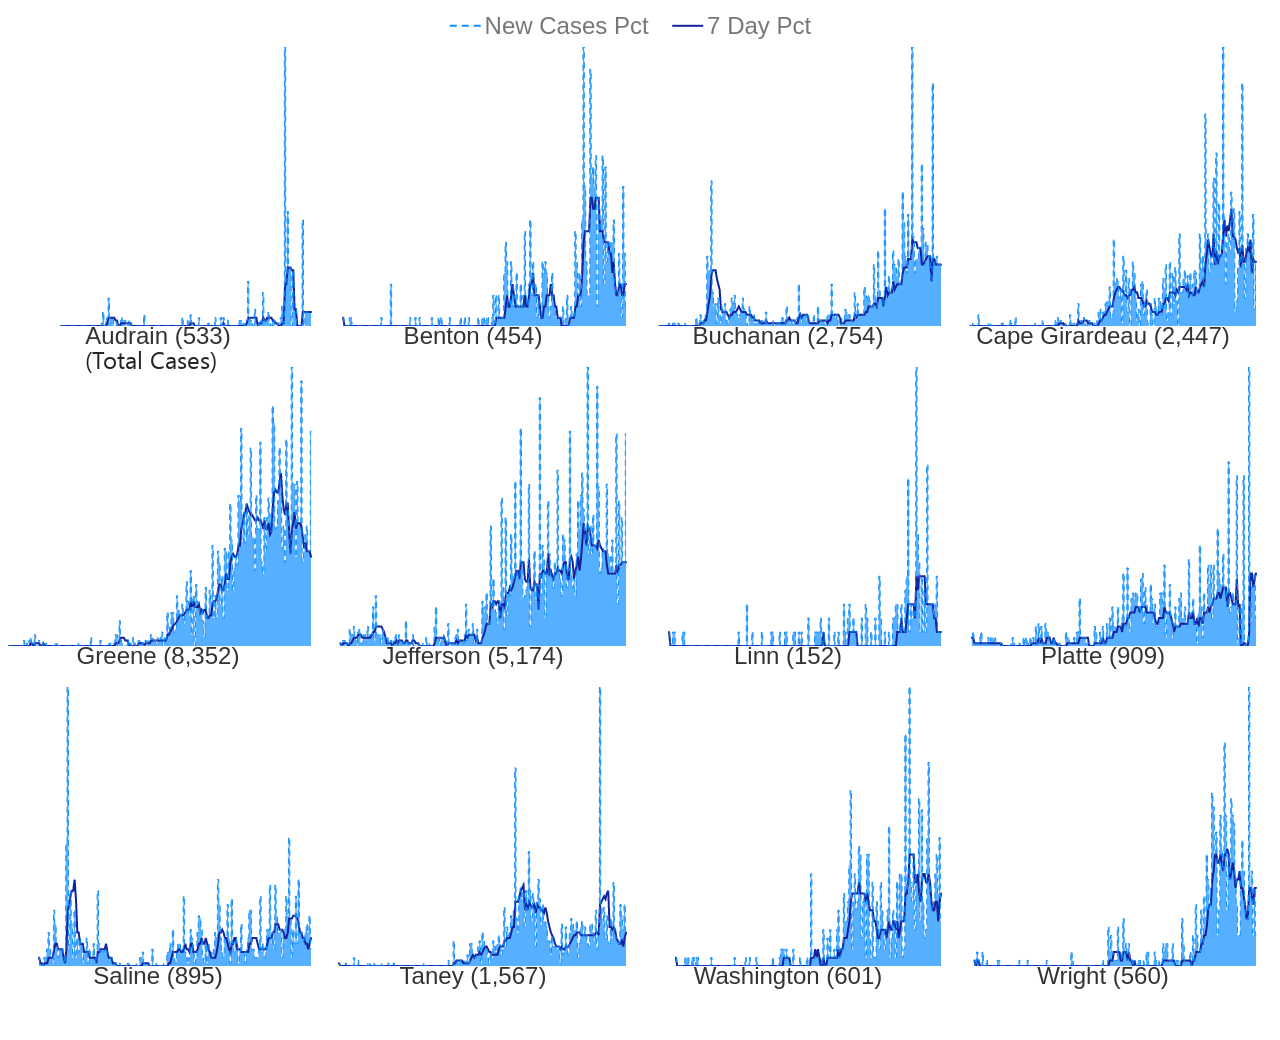 New Cases Pct 7 Day Pct
Audrain (533) Benton (454) Buchanan (2,754) Cape Girardeau (2,447)
(Total Cases)
Greene (8,352) Jefferson (5,174) Linn (152) Platte (909)
Saline (895) Taney (1,567) Washington (601) Wright (560)